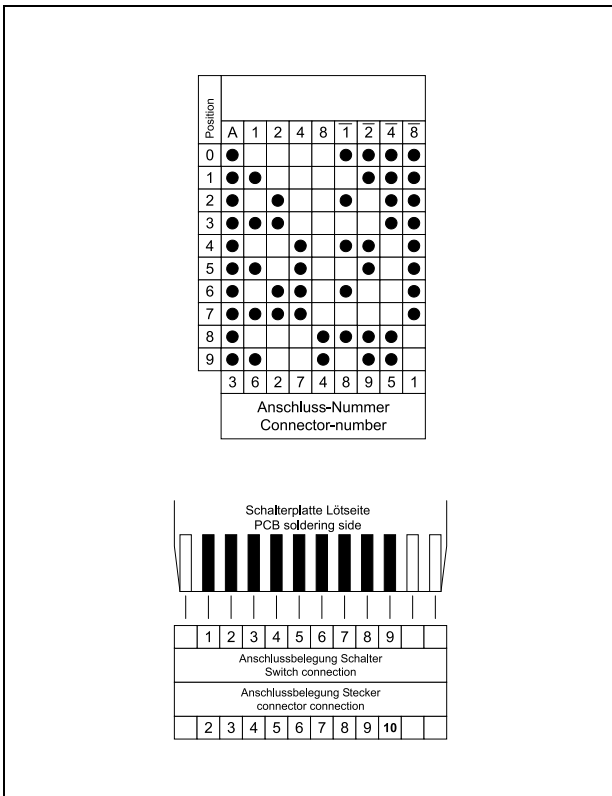 Position
A 1 2 4 8 1̅ 2̅ 4̅ 8̅
0
1
2
3
4
5
6
7
8
9
3 6 2 7 4 8 9 5 1
Anschluss-Nummer
Connector-number
Schalterplatte Lötseite
PCB soldering side
1 2 3 4 5 6 7 8 9
Anschlussbelegung Schalter
Switch connection
Anschlussbelegung Stecker
connector connection
2 3 4 5 6 7 8 9 10